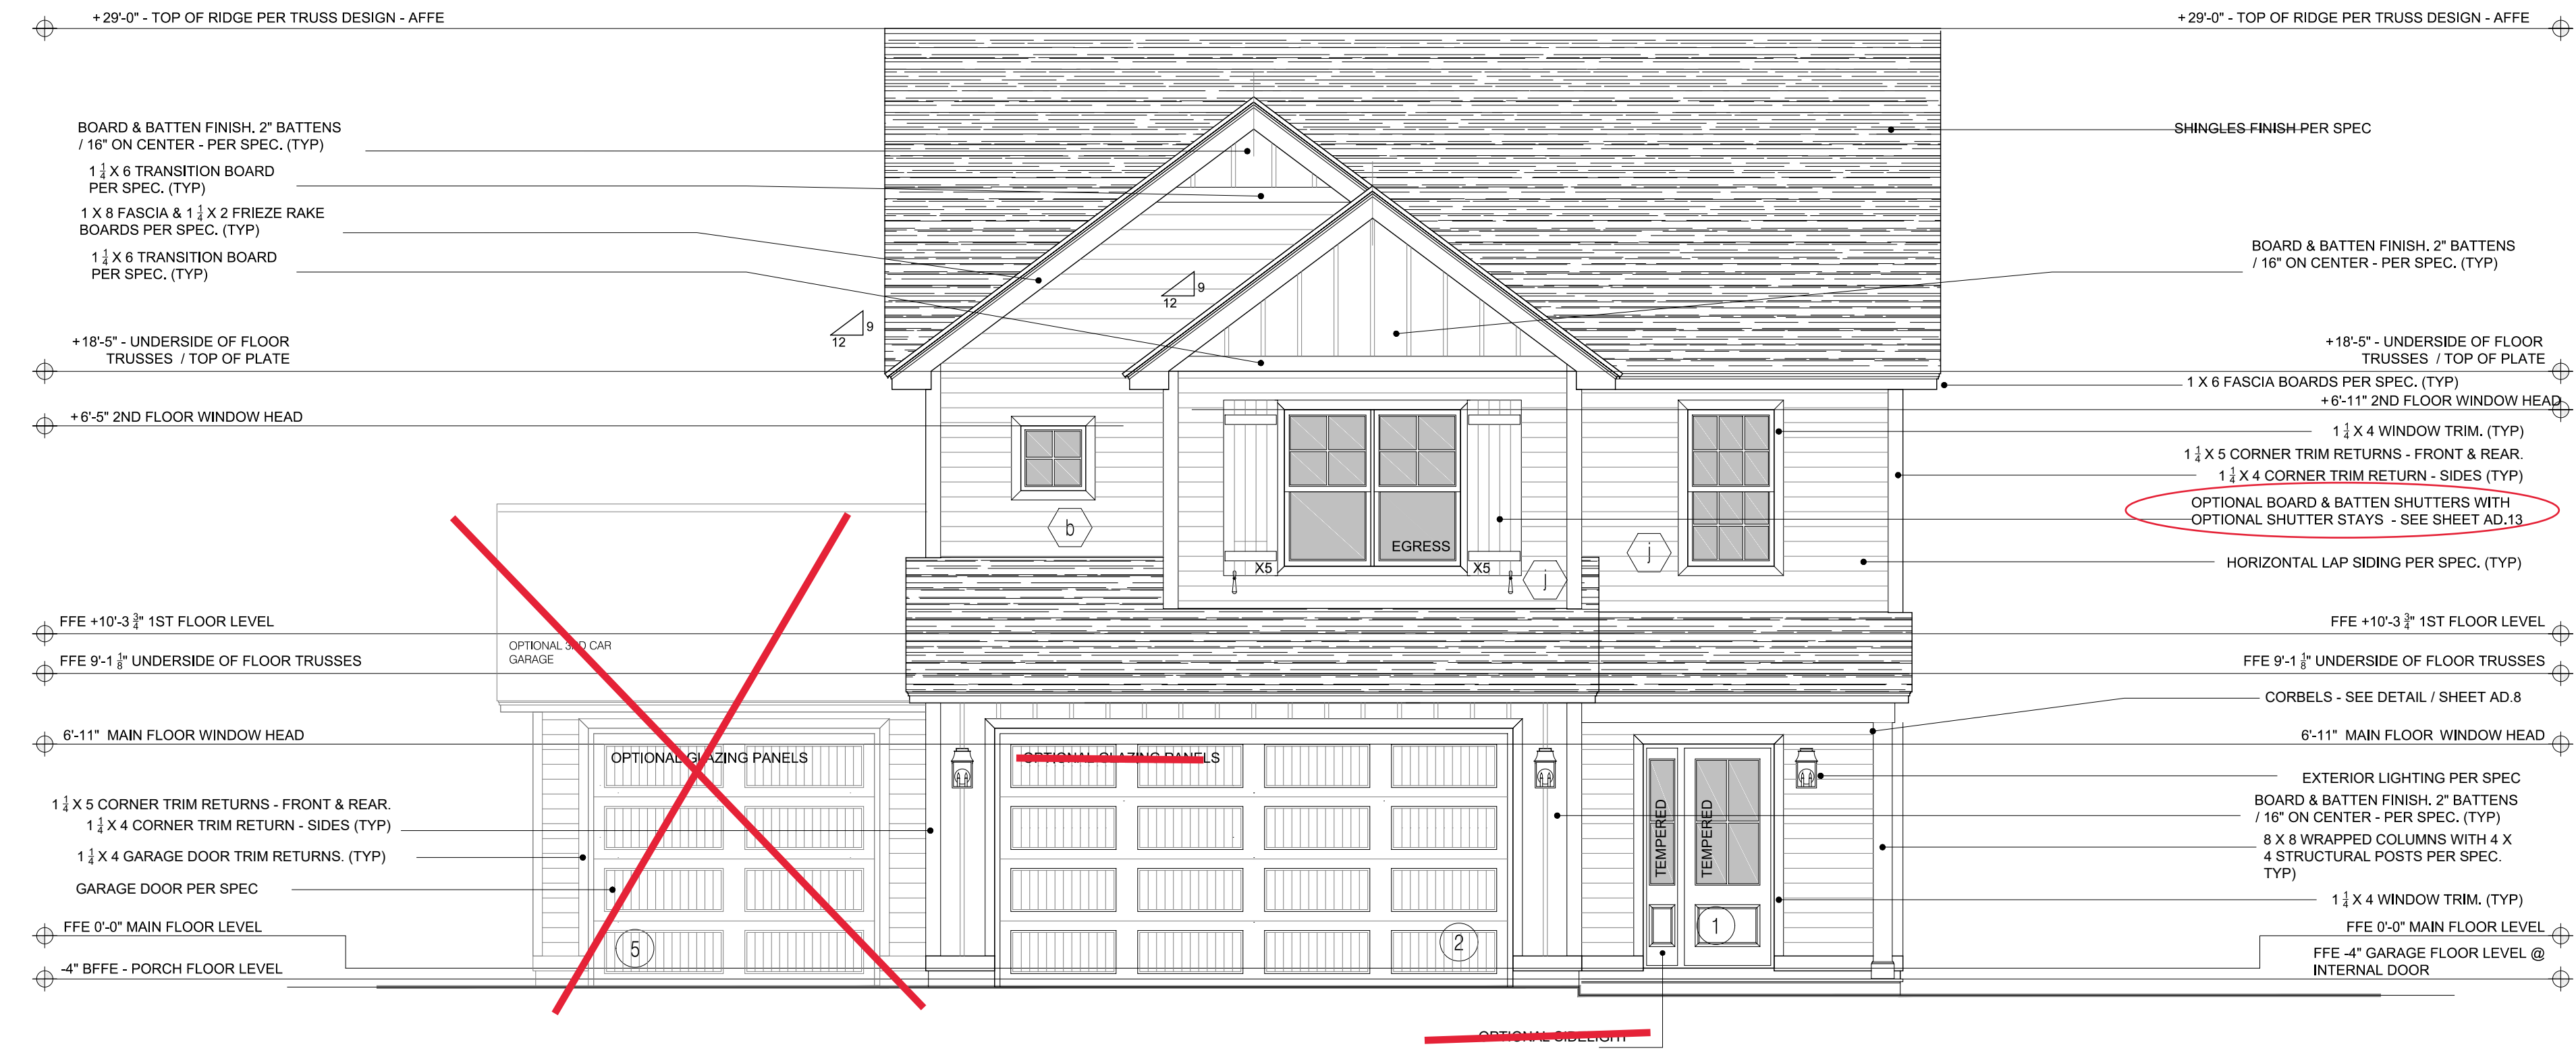 +29'-0" - TOP OF RIDGE PER TRUSS DESIGN - AFFE
+29'-0" - TOP OF RIDGE PER TRUSS DESIGN - AFFE
BOARD & BATTEN FINISH. 2" BATTENS
/ 16" ON CENTER - PER SPEC. (TYP)
1 1/4 X 6 TRANSITION BOARD
PER SPEC. (TYP)
1 X 8 FASCIA & 1 1/4 X 2 FRIEZE RAKE
BOARDS PER SPEC. (TYP)
1 1/4 X 6 TRANSITION BOARD
PER SPEC. (TYP)
+18'-5" - UNDERSIDE OF FLOOR
TRUSSES / TOP OF PLATE
+6'-5" 2ND FLOOR WINDOW HEAD
FFE +10'-3 3/4" 1ST FLOOR LEVEL
FFE 9'-1 1/8" UNDERSIDE OF FLOOR TRUSSES
6'-11" MAIN FLOOR WINDOW HEAD
1 1/4 X 5 CORNER TRIM RETURNS - FRONT & REAR.
1 1/4 X 4 CORNER TRIM RETURN - SIDES (TYP)
1 1/4 X 4 GARAGE DOOR TRIM RETURNS. (TYP)
GARAGE DOOR PER SPEC
FFE 0'-0" MAIN FLOOR LEVEL
-4" BFFE - PORCH FLOOR LEVEL
9
12
9
12
b
EGRESS
X5
X5
j
j
OPTIONAL 3RD CAR
GARAGE
OPTIONAL GLAZING PANELS
OPTIONAL GLAZING PANELS
TEMPERED
TEMPERED
5
2
1
OPTIONAL SIDELIGHT
SHINGLES FINISH PER SPEC
BOARD & BATTEN FINISH. 2" BATTENS
/ 16" ON CENTER - PER SPEC. (TYP)
+18'-5" - UNDERSIDE OF FLOOR
TRUSSES / TOP OF PLATE
1 X 6 FASCIA BOARDS PER SPEC. (TYP)
+6'-11" 2ND FLOOR WINDOW HEAD
1 1/4 X 4 WINDOW TRIM. (TYP)
1 1/4 X 5 CORNER TRIM RETURNS - FRONT & REAR.
1 1/4 X 4 CORNER TRIM RETURN - SIDES (TYP)
OPTIONAL BOARD & BATTEN SHUTTERS WITH
OPTIONAL SHUTTER STAYS - SEE SHEET AD.13
HORIZONTAL LAP SIDING PER SPEC. (TYP)
FFE +10'-3 3/4" 1ST FLOOR LEVEL
FFE 9'-1 1/8" UNDERSIDE OF FLOOR TRUSSES
CORBELS - SEE DETAIL / SHEET AD.8
6'-11" MAIN FLOOR WINDOW HEAD
EXTERIOR LIGHTING PER SPEC
BOARD & BATTEN FINISH. 2" BATTENS
/ 16" ON CENTER - PER SPEC. (TYP)
8 X 8 WRAPPED COLUMNS WITH 4 X
4 STRUCTURAL POSTS PER SPEC.
TYP)
1 1/4 X 4 WINDOW TRIM. (TYP)
FFE 0'-0" MAIN FLOOR LEVEL
FFE -4" GARAGE FLOOR LEVEL @
INTERNAL DOOR